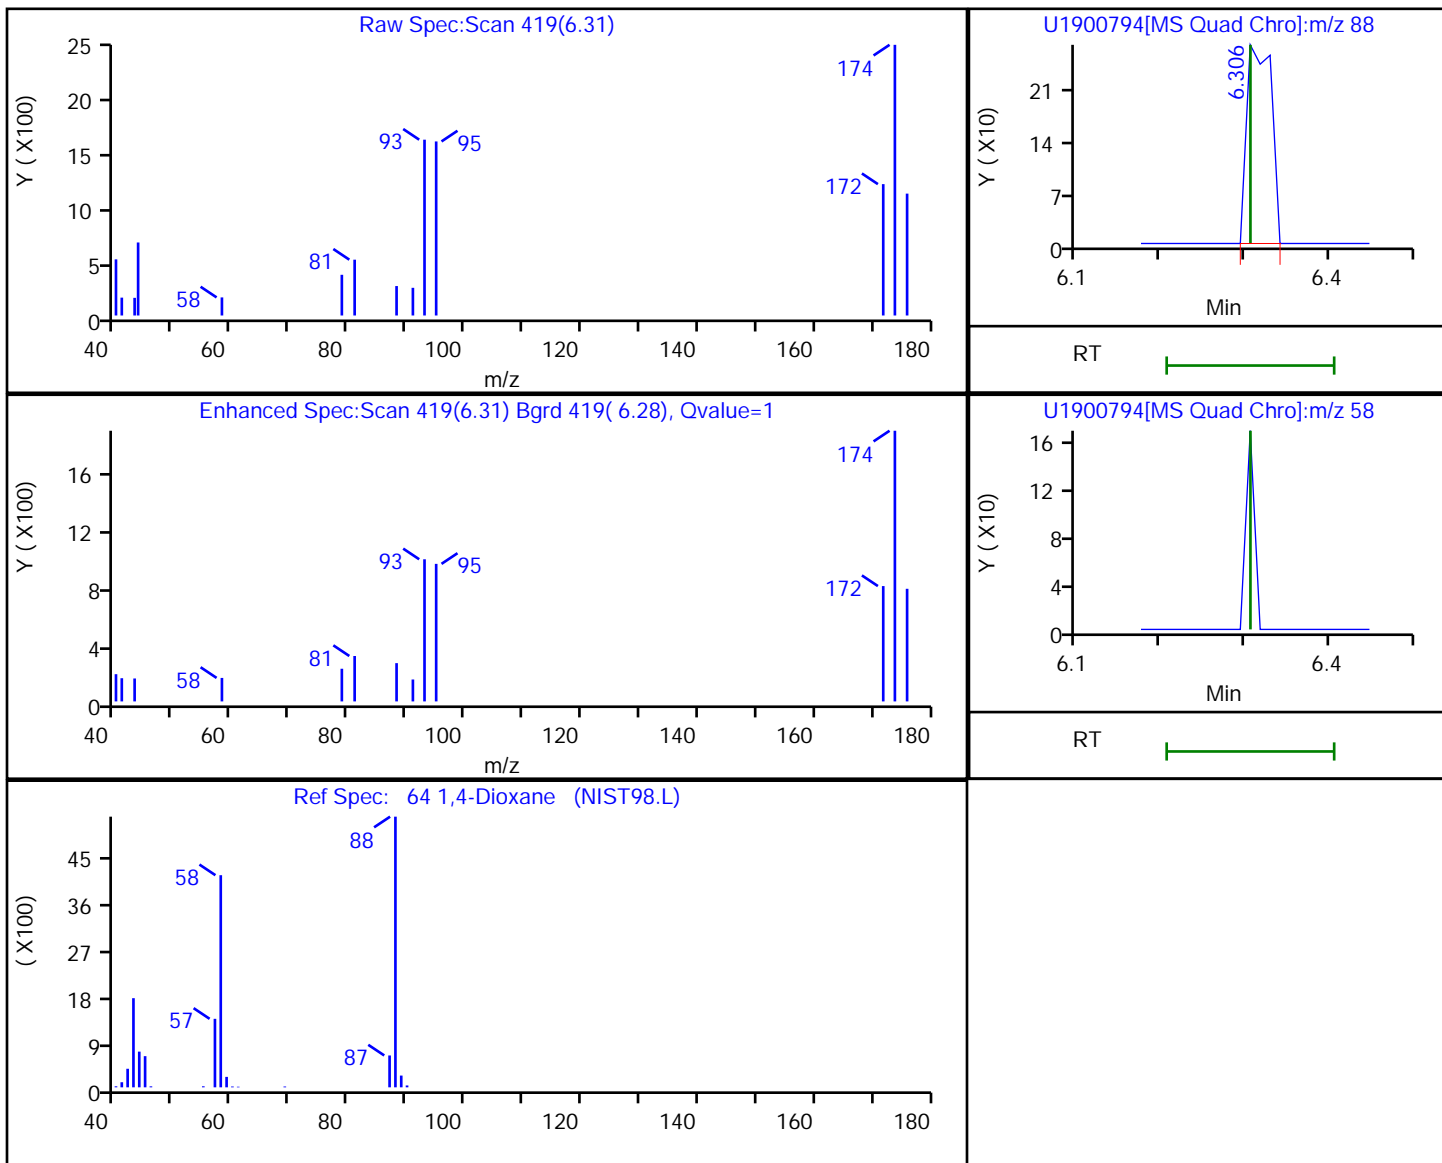 Raw Spec:Scan 419(6.31)
25
20
15
10
5
0
Y ( X100)
174
93
95
172
81
58
40 60 80 100 120 140 160 180
m/z
U1900794[MS Quad Chro]:m/z 88
21
14
7
0
Y ( X10)
6.306
6.1 6.4
Min
RT
Enhanced Spec:Scan 419(6.31) Bgrd 419( 6.28), Qvalue=1
16
12
8
4
0
Y ( X100)
174
93
95
172
81
58
40 60 80 100 120 140 160 180
m/z
U1900794[MS Quad Chro]:m/z 58
16
12
8
4
0
Y ( X10)
6.1 6.4
Min
RT
Ref Spec: 64 1,4-Dioxane (NIST98.L)
45
36
27
18
9
0
( X100)
88
58
57
87
40 60 80 100 120 140 160 180